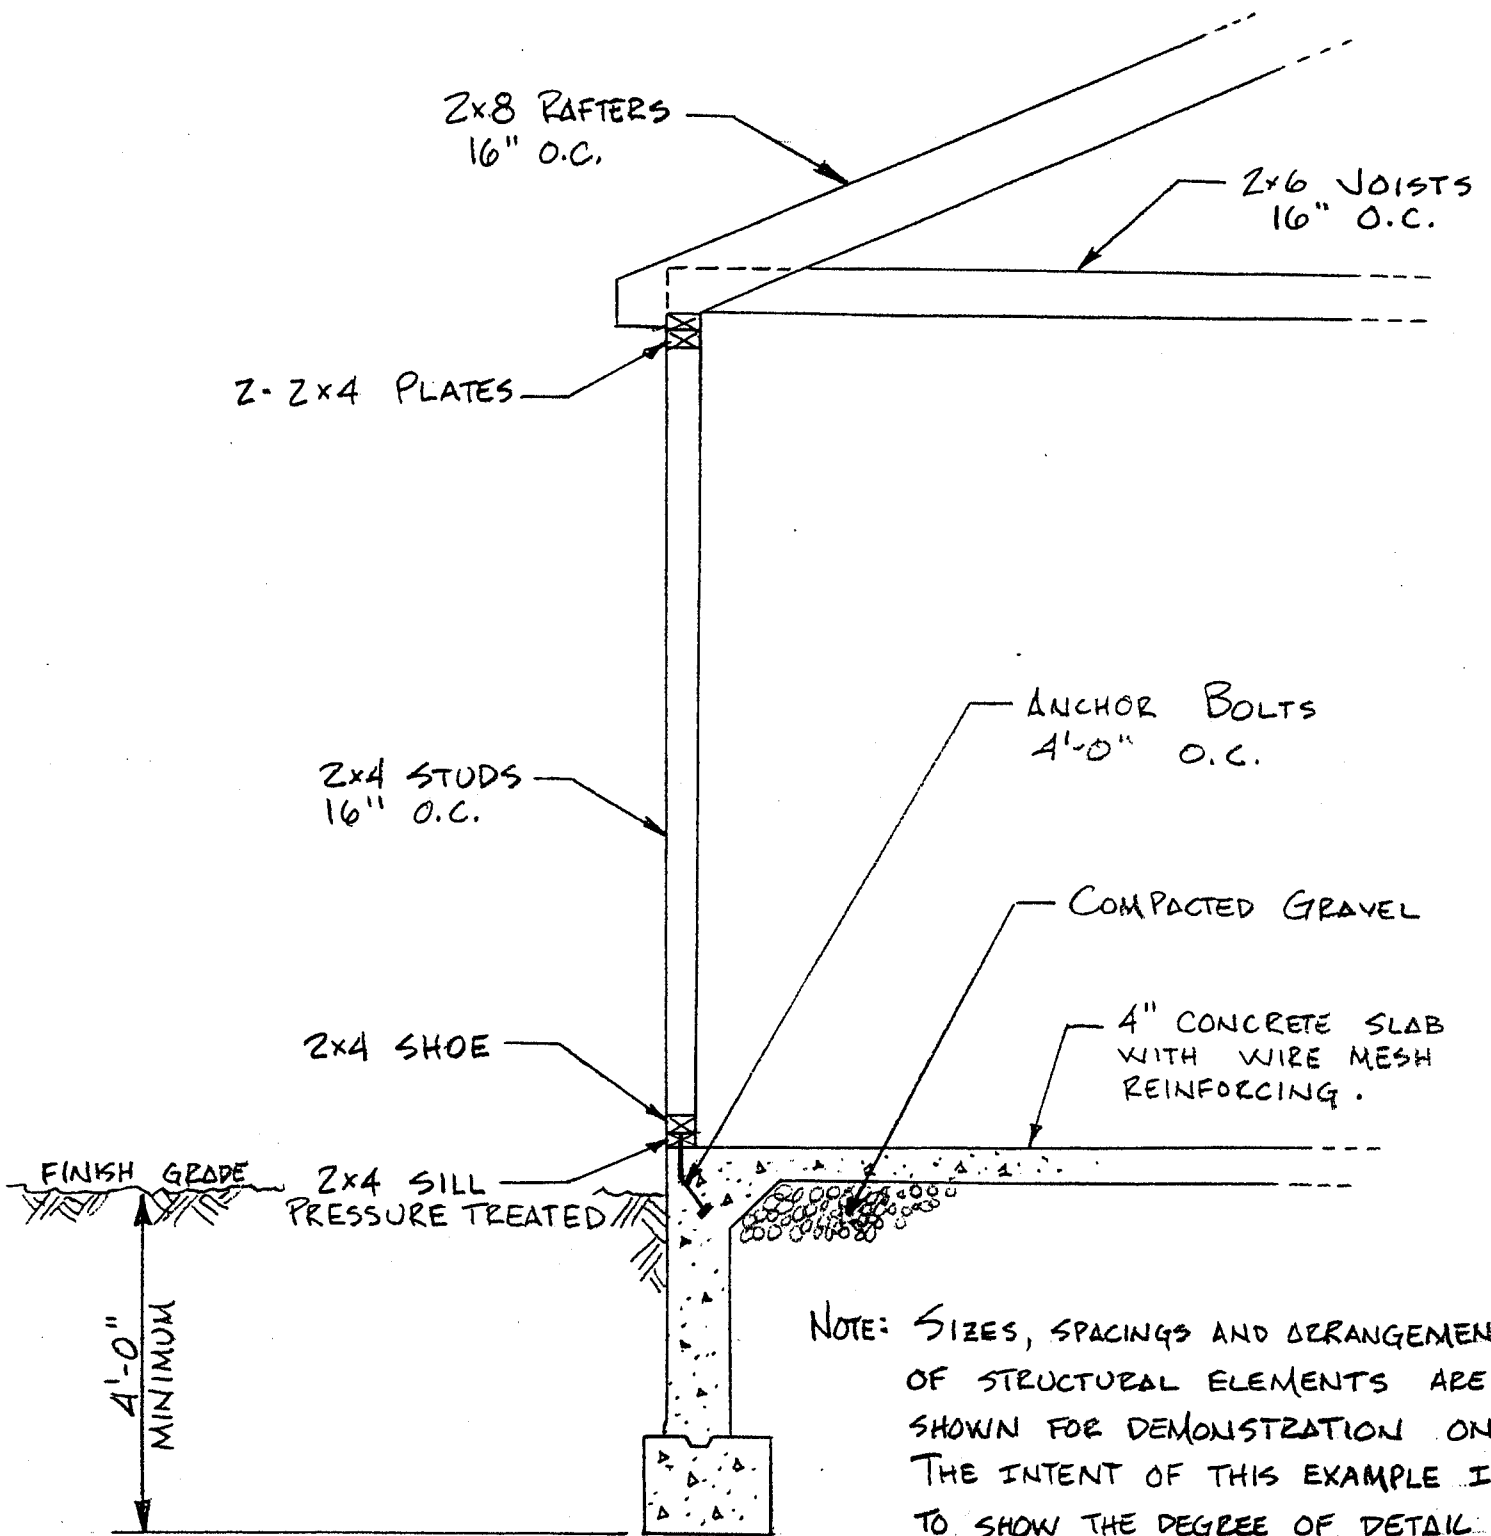 2x8 RAFTERS
16" O.C.
2x6 JOISTS
16" O.C.
2-2x4 PLATES
ANCHOR BOLTS
4'-0" O.C.
2x4 STUDS
16" O.C.
COMPACTED GRAVEL
4" CONCRETE SLAB
WITH WIRE MESH
REINFORCING.
2x4 SHOE
FINISH GRADE
2x4 SILL
PRESSURE TREATED
4'-0"
MINIMUM
NOTE: SIZES, SPACINGS AND ARRANGEMEN
OF STRUCTURAL ELEMENTS ARE
SHOWN FOR DEMONSTRATION ON
THE INTENT OF THIS EXAMPLE I
TO SHOW THE DEGREE OF DETAIL